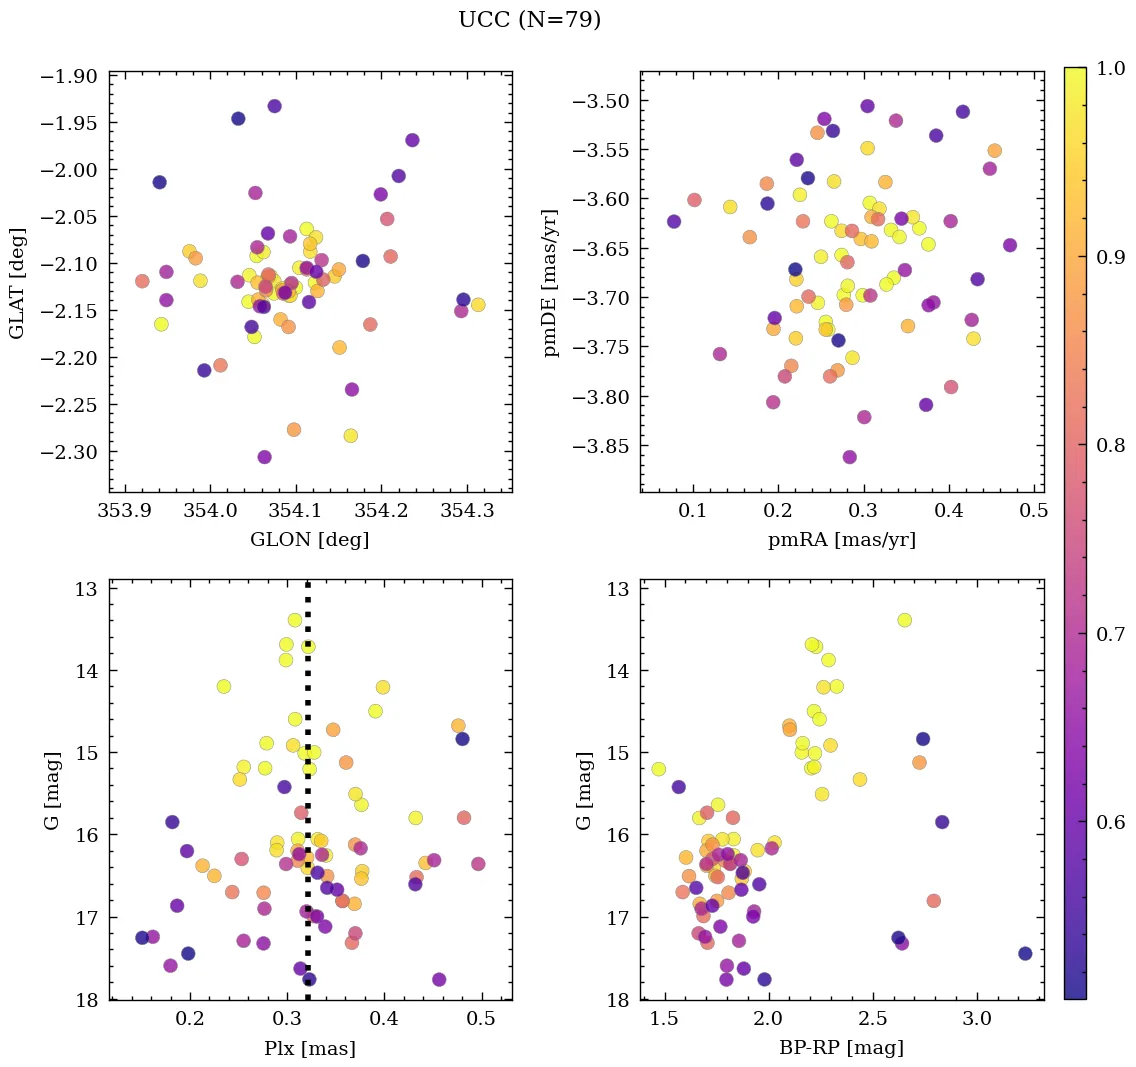 UCC (N=79)
−1.90
−1.95
−2.00
−2.05
−2.10
−2.15
−2.20
−2.25
−2.30
GLAT [deg]
353.9 354.0 354.1 354.2 354.3
GLON [deg]
−3.50
−3.55
−3.60
−3.65
−3.70
−3.75
−3.80
−3.85
pmDE [mas/yr]
0.1 0.2 0.3 0.4 0.5
pmRA [mas/yr]
13
14
15
16
17
18
G [mag]
0.2 0.3 0.4 0.5
Plx [mas]
13
14
15
16
17
18
G [mag]
1.5 2.0 2.5 3.0
BP-RP [mag]
1.0
0.9
0.8
0.7
0.6